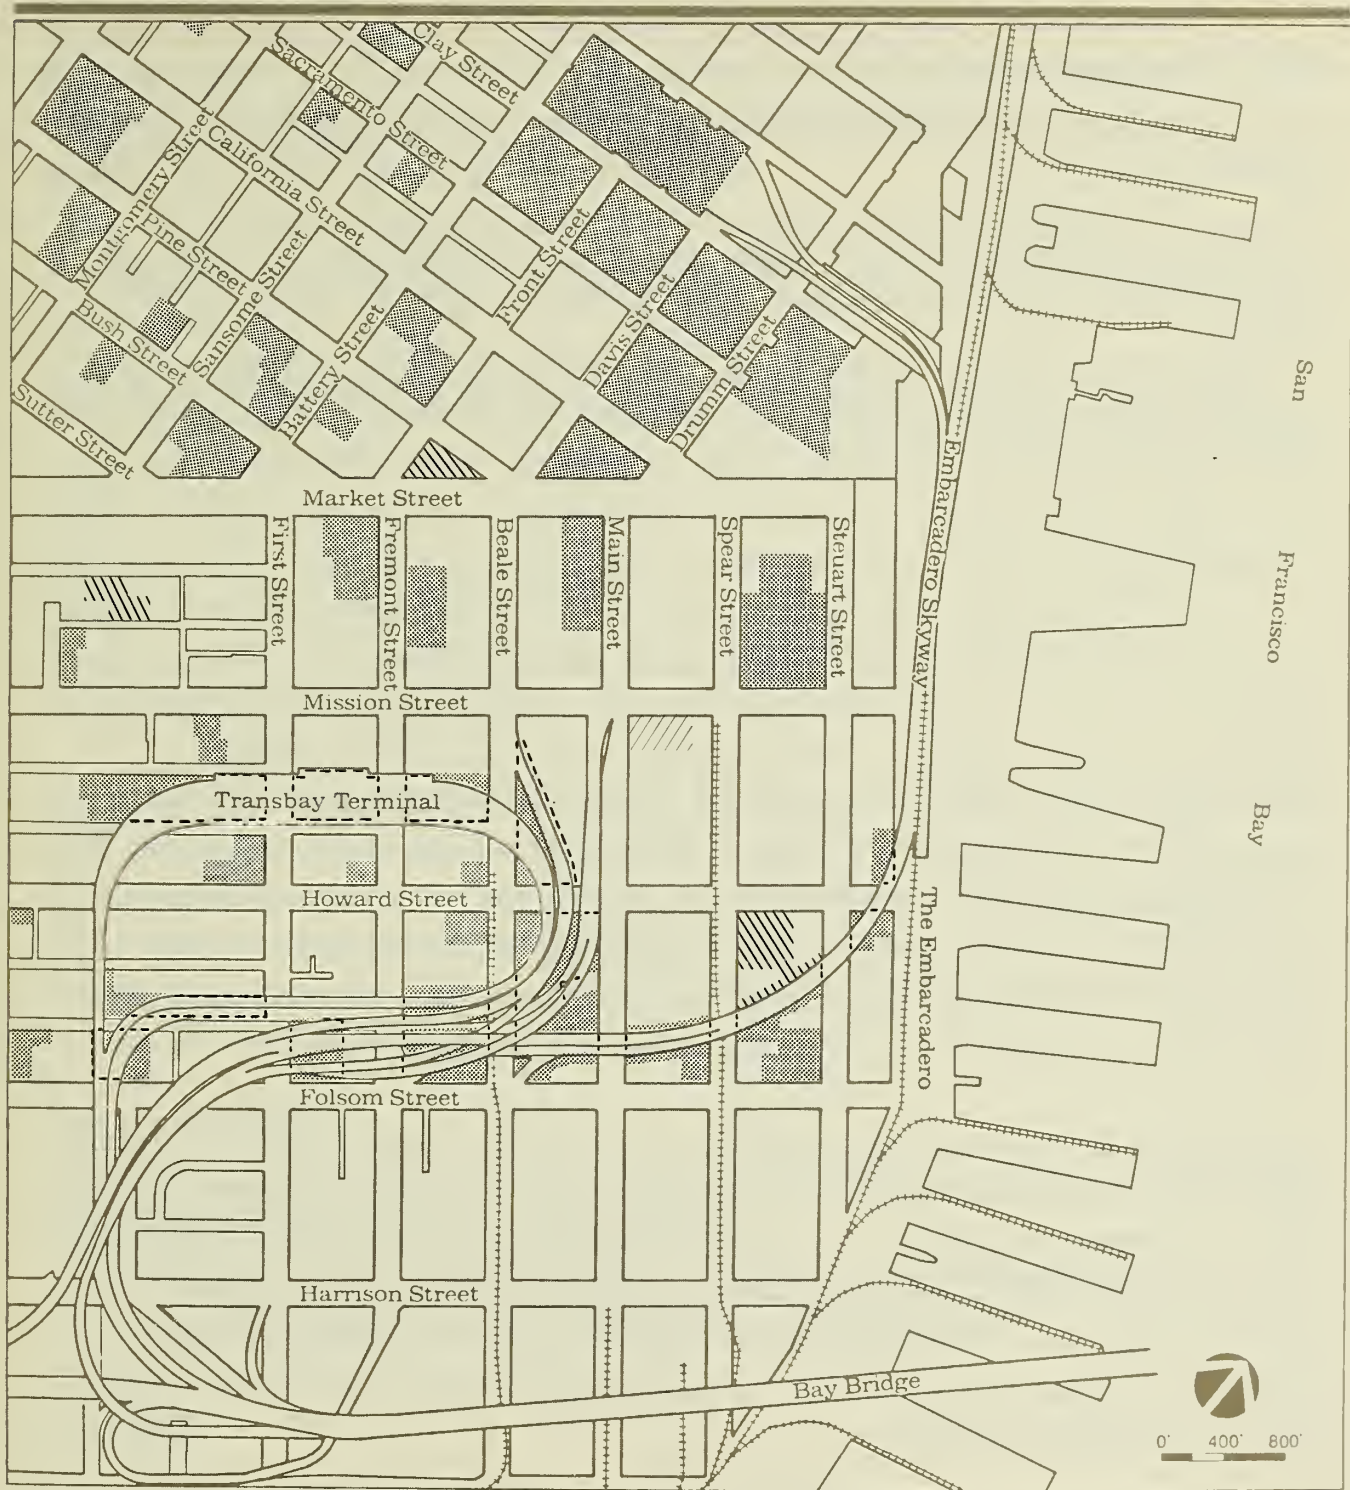 Clay Street
Sacramento Street
California Street
Montgomery Street
Pine Street
Bush Street
Sutter Street
Sansome Street
Battery Street
Front Street
Davis Street
Drumm Street
Market Street
First Street
Fremont Street
Beale Street
Main Street
Spear Street
Steuart Street
Embarcadero Skyway
San
Francisco
Bay
Mission Street
Transbay Terminal
Howard Street
The Embarcadero
Folsom Street
Harrison Street
Bay Bridge
0' 400' 800'